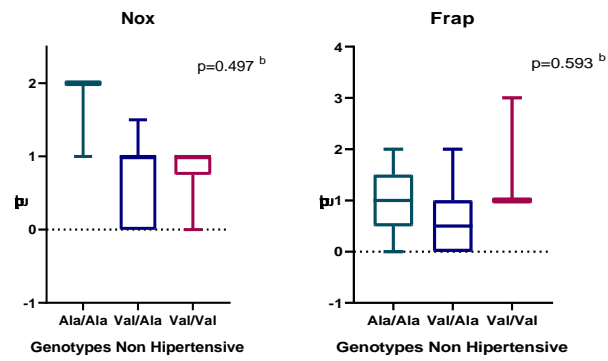 Nox
p=0.497 b
2
1
0
-1
Ala/Ala Val/Ala Val/Val
Genotypes Non Hipertensive
Frap
p=0.593 b
4
3
2
1
0
-1
Ala/Ala Val/Ala Val/Val
Genotypes Non Hipertensive